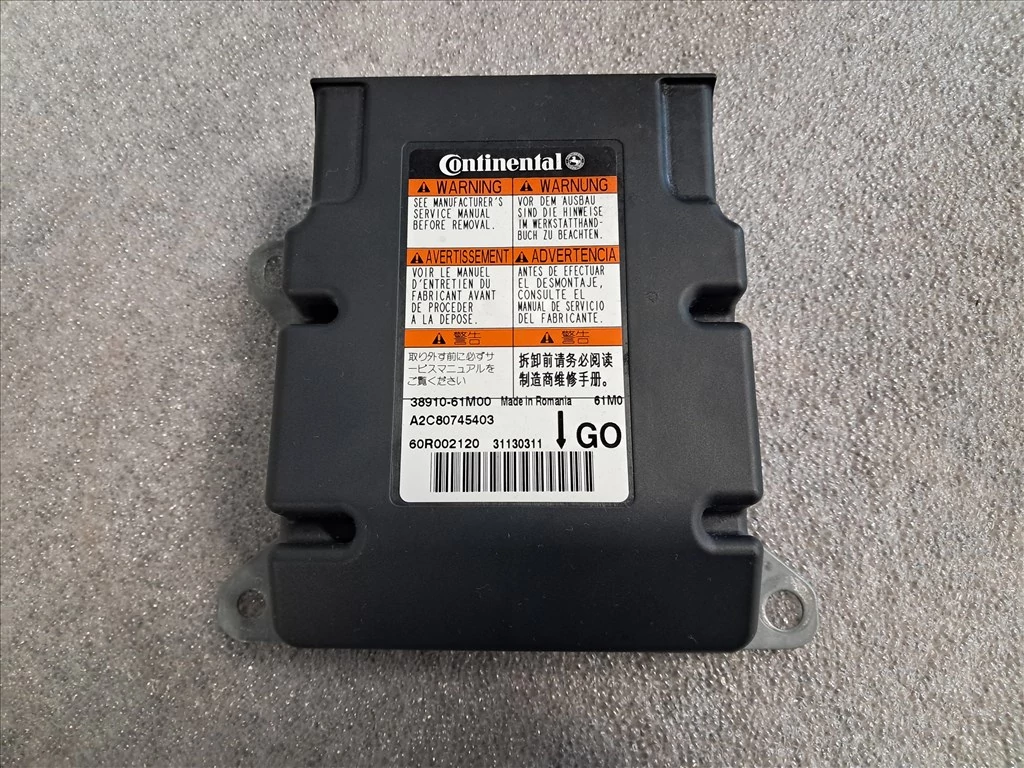 Continental
WARNING
SEE MANUFACTURER'S
SERVICE MANUAL
BEFORE REMOVAL.
WARNUNG
VOR DEM AUSBAU
SIND DIE HINWEISE
IM WERKSTATTHAND-
BUCH ZU BEACHTEN.
AVERTISSEMENT
VOIR LE MANUEL
D'ENTRETIEN DU
FABRICANT AVANT
DE PROCEDER
A LA DEPOSE.
ADVERTENCIA
ANTES DE EFECTUAR
EL DESMONTAJE,
CONSULTE EL
MANUAL DE SERVICIO
DEL FABRICANTE.
警告
取り外す前に必ずサ
ービスマニュアルを
ご覧ください
警告
拆卸前请务必阅读
制造商维修手册。
38910-61M00 Made in Romania 61M0
A2C80745403
60R002120 31130311 GO